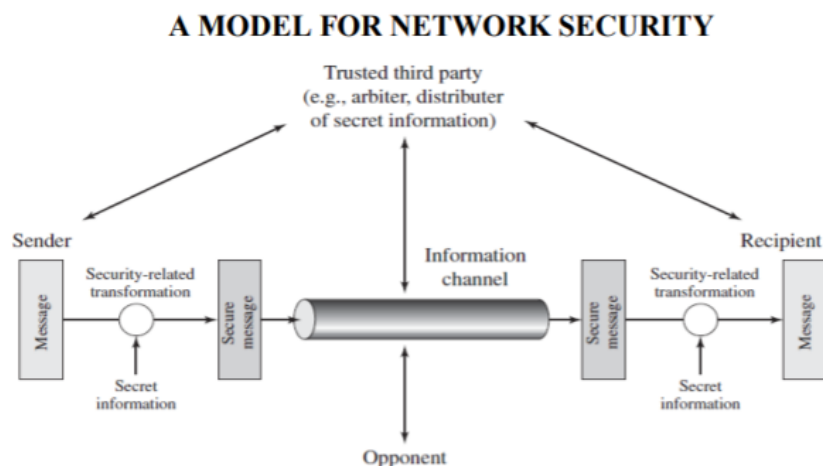 A MODEL FOR NETWORK SECURITY
Trusted third party
(e.g., arbiter, distributer
of secret information)
Sender
Recipient
Information
channel
Security-related
transformation
Security-related
transformation
Message
Secure
message
Secure
message
Message
Secret
information
Secret
information
Opponent